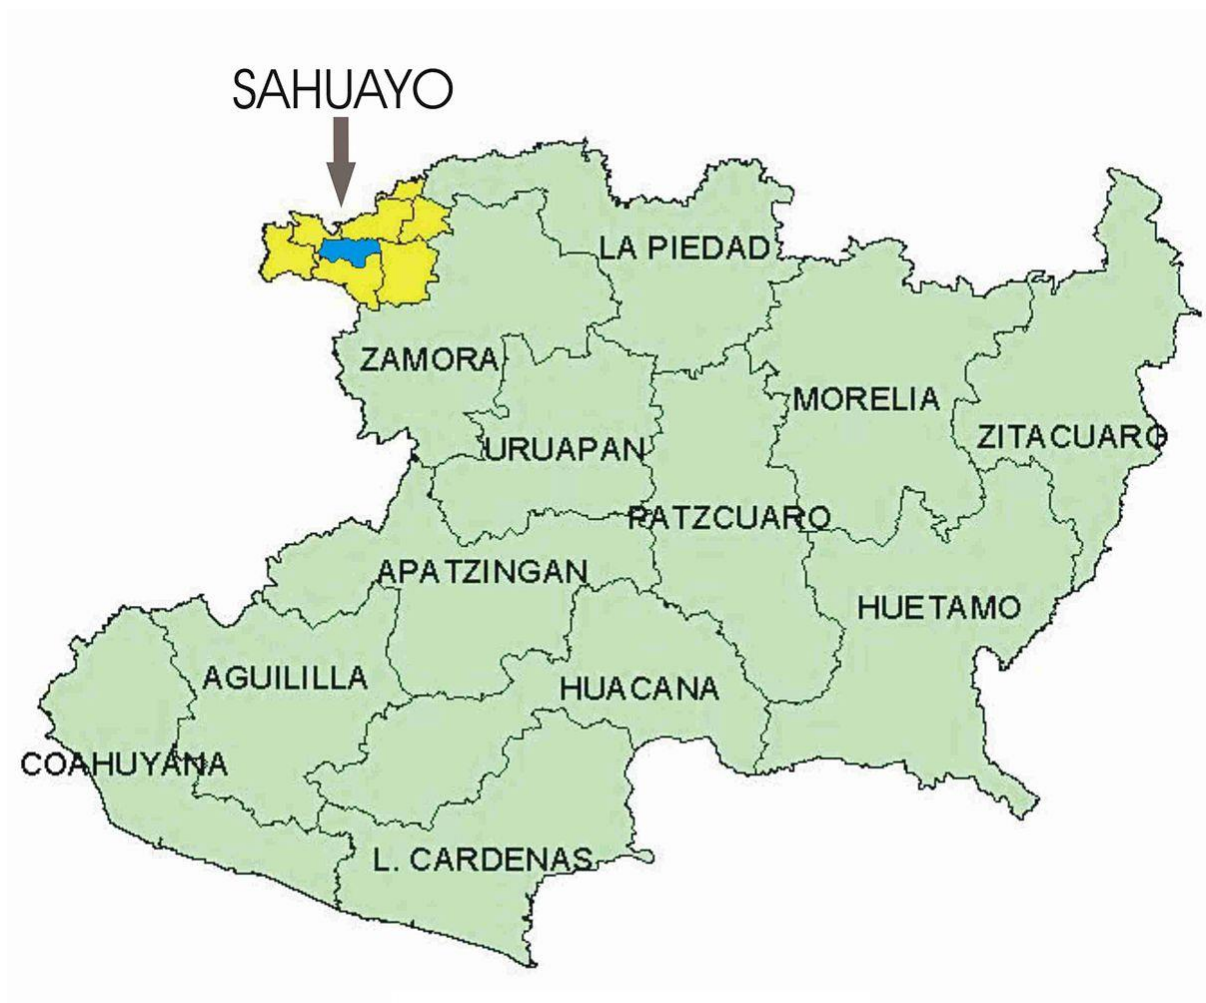 SAHUAYO
LA PIEDAD
ZAMORA
MORELIA
ZITACUARO
URUAPAN
PATZCUARO
APATZINGAN
HUETAMO
AGUILILLA
HUACANA
COAHUYANA
L. CARDENAS